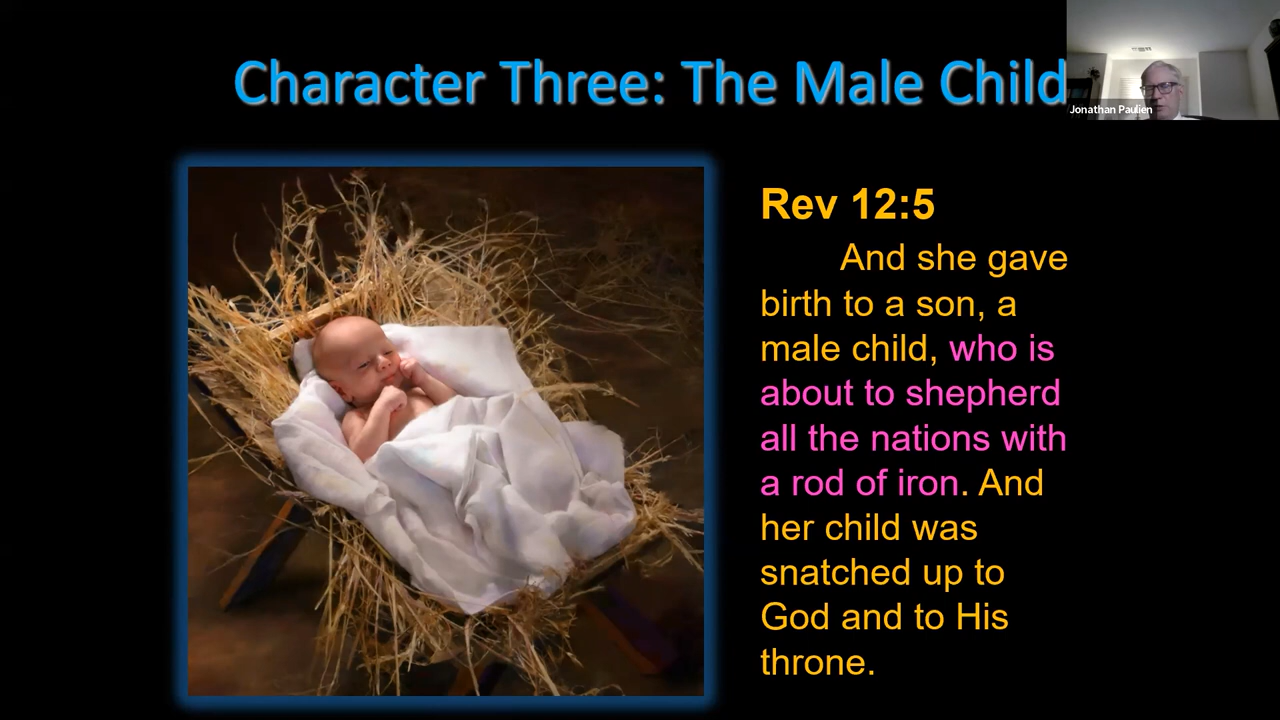 Character Three: The Male Child
Jonathan Paulien
Rev 12:5
And she gave
birth to a son, a
male child, who is
about to shepherd
all the nations with
a rod of iron. And
her child was
snatched up to
God and to His
throne.